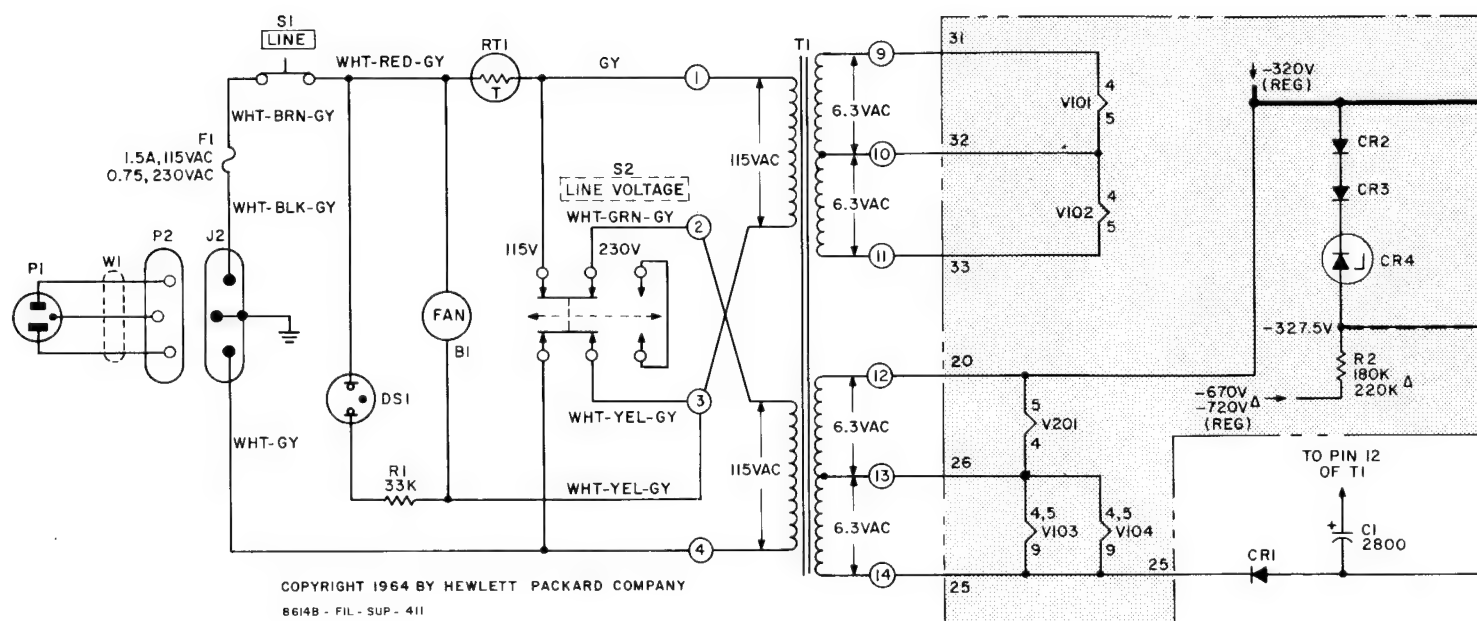 S1
LINE
WHT-RED-GY
RT1
T
GY
1
T1
9
31
-320V
(REG)
WHT-BRN-GY
6.3VAC
V101
4
5
CR2
F1
1.5A,115VAC
0.75,230VAC
115VAC
10
32
S2
LINE VOLTAGE
CR3
WHT-BLK-GY
WHT-GRN-GY
2
6.3VAC
V102
4
5
P2
J2
115V
230V
11
33
CR4
P1
W1
FAN
B1
-327.5V
20
12
R2
180K
220K Δ
DS1
3
WHT-YEL-GY
6.3VAC
5
V201
4
-670V
-720V Δ
(REG)
WHT-GY
115VAC
26
13
TO PIN 12
OF T1
R1
33K
WHT-YEL-GY
6.3VAC
4,5
V103
9
4,5
V104
9
+
C1
2800
4
14
25
25
CR1
COPYRIGHT 1964 BY HEWLETT PACKARD COMPANY
8614B - FIL - SUP - 411